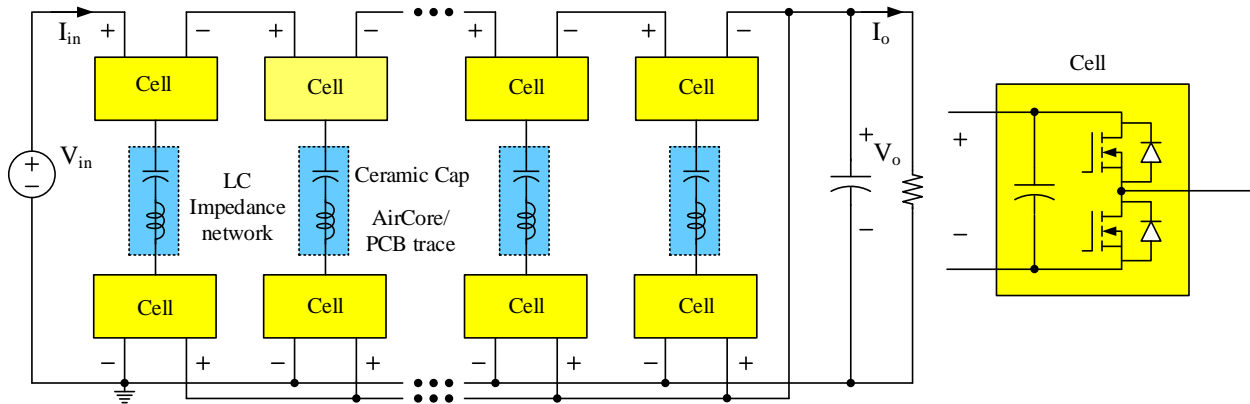 I_in
+
−
+
−
+
−
+
−
I_o
Cell
Cell
Cell
Cell
Cell
+
−
V_in
LC
Impedance
network
Ceramic Cap
AirCore/
PCB trace
+
V_o
−
+
−
Cell
Cell
Cell
Cell
−
+
−
+
−
+
−
+